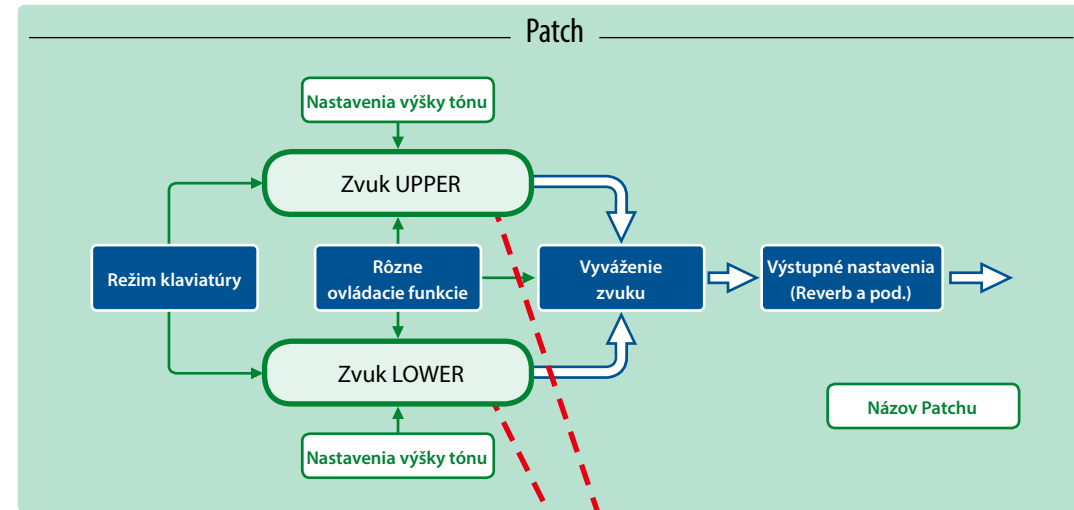 Patch
Nastavenia výšky tónu
Zvuk UPPER
Režim klaviatúry
Rôzne
ovládacie funkcie
Vyváženie
zvuku
Výstupné nastavenia
(Reverb a pod.)
Zvuk LOWER
Názov Patchu
Nastavenia výšky tónu